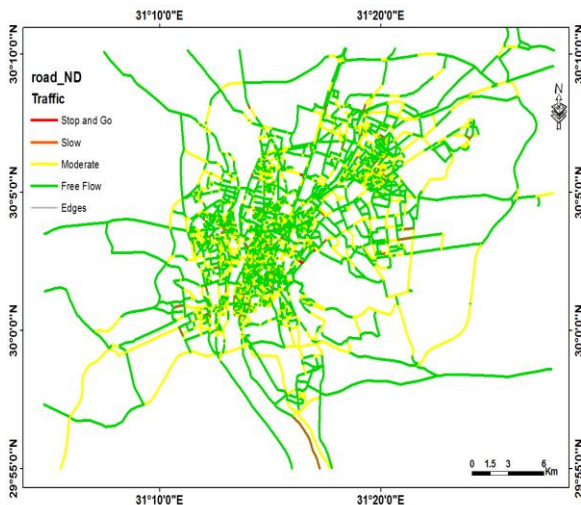 31°10'0"E
31°20'0"E
30°10'0"N
30°10'0"N
road_ND
Traffic
Stop and Go
Slow
Moderate
Free Flow
Edges
N
30°5'0"N
30°5'0"N
30°0'0"N
30°0'0"N
29°55'0"N
29°55'0"N
0 1.5 3 6
Km
31°10'0"E
31°20'0"E